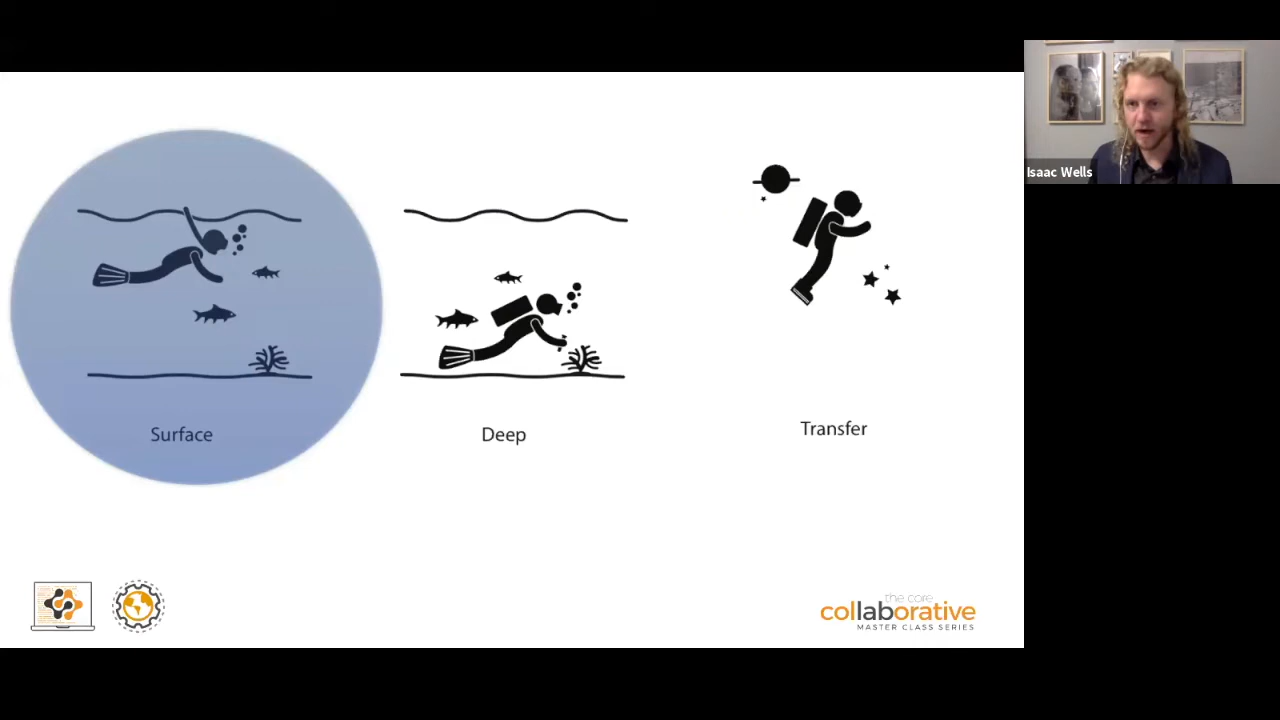 Isaac Wells
Surface
Deep
Transfer
the core
collaborative
MASTER CLASS SERIES